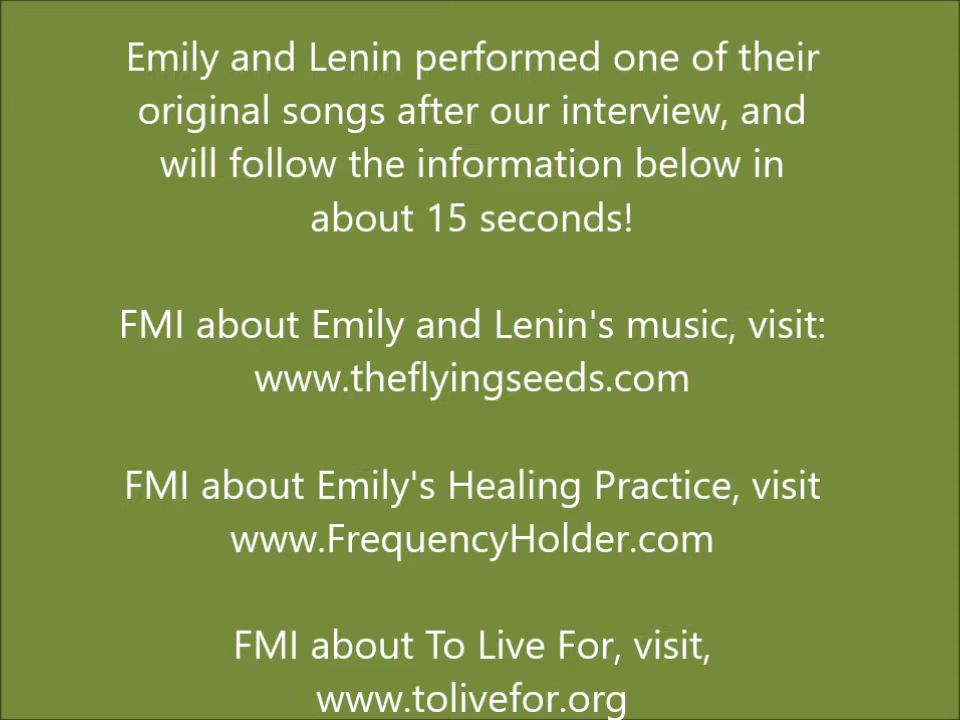 Emily and Lenin performed one of their
original songs after our interview, and
will follow the information below in
about 15 seconds!
FMI about Emily and Lenin's music, visit:
www.theflyingseeds.com
FMI about Emily's Healing Practice, visit
www.FrequencyHolder.com
FMI about To Live For, visit,
www.tolivefor.org